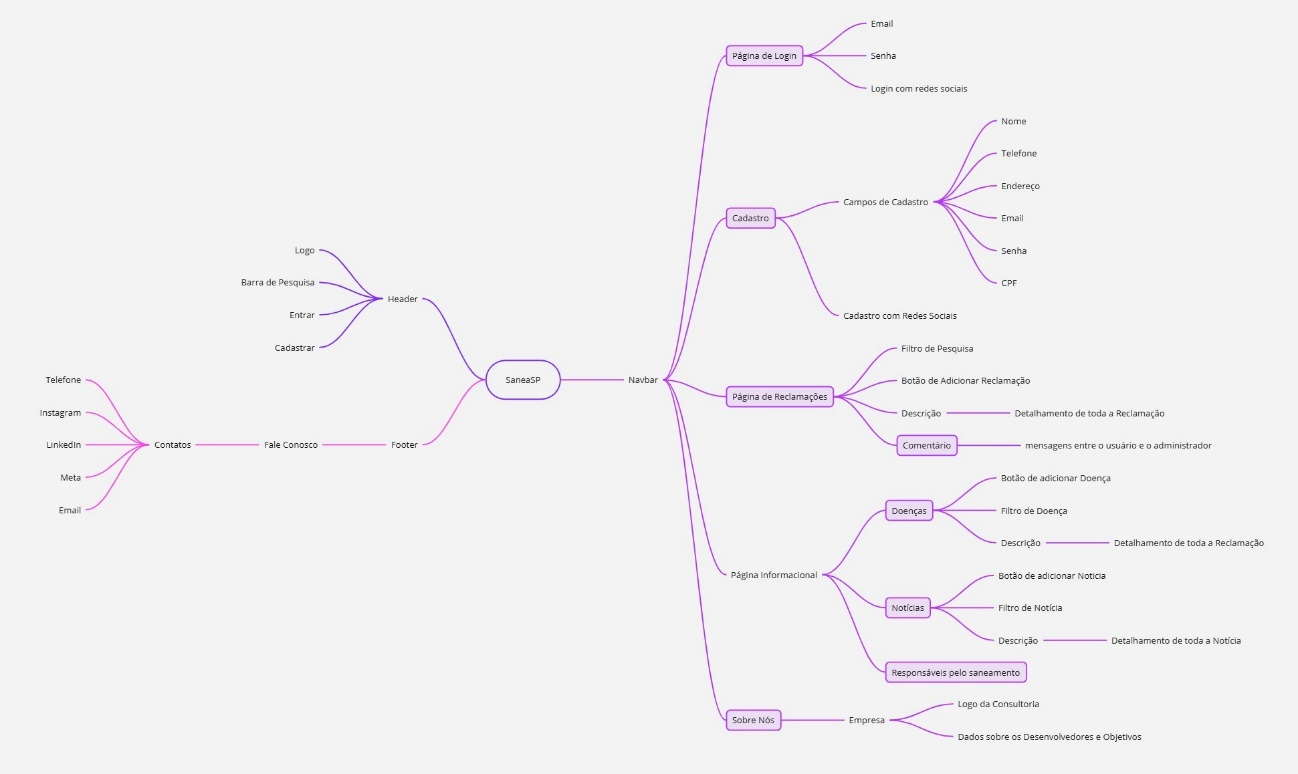 SaneaSP
Header
Logo
Barra de Pesquisa
Entrar
Cadastrar
Footer
Fale Conosco
Contatos
Telefone
Instagram
LinkedIn
Meta
Email
Navbar
Página de Login
Email
Senha
Login com redes sociais
Cadastro
Campos de Cadastro
Nome
Telefone
Endereço
Email
Senha
CPF
Cadastro com Redes Sociais
Página de Reclamações
Filtro de Pesquisa
Botão de Adicionar Reclamação
Descrição
Detalhamento de toda a Reclamação
Comentário
mensagens entre o usuário e o administrador
Página Informacional
Doenças
Botão de adicionar Doença
Filtro de Doença
Descrição
Detalhamento de toda a Reclamação
Notícias
Botão de adicionar Noticia
Filtro de Notícia
Descrição
Detalhamento de toda a Notícia
Responsáveis pelo saneamento
Sobre Nós
Empresa
Logo da Consultoria
Dados sobre os Desenvolvedores e Objetivos